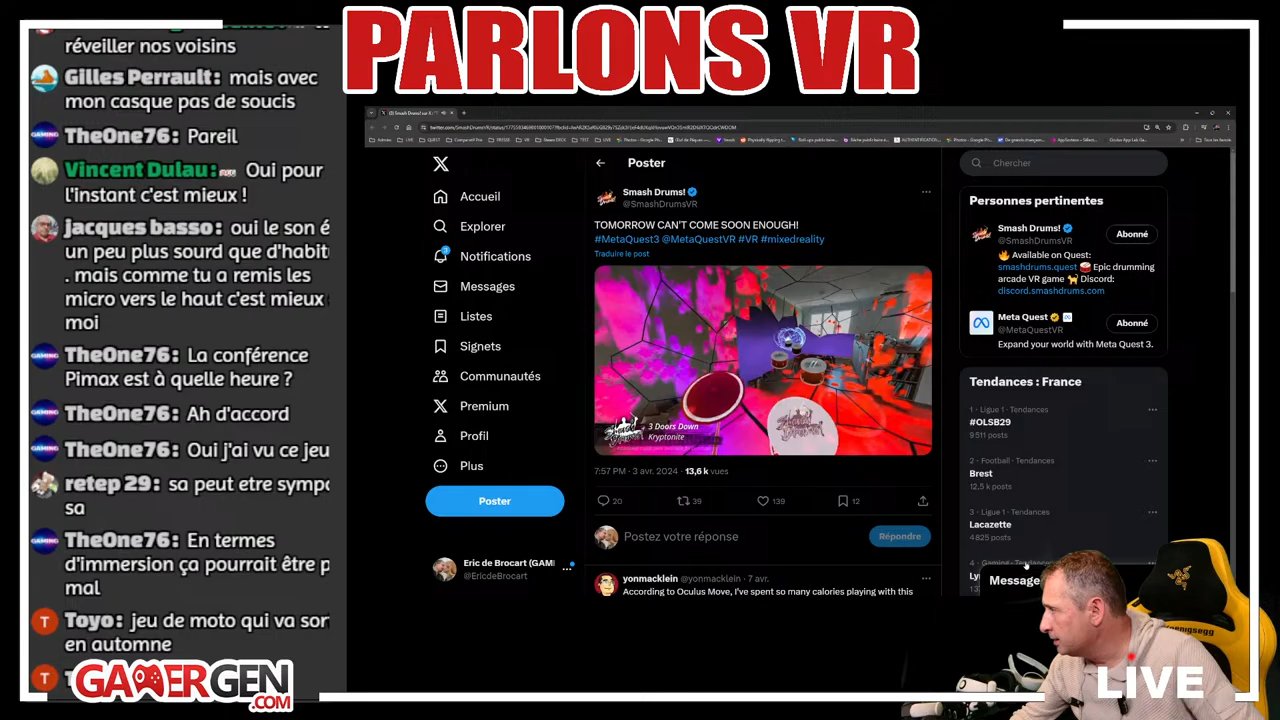 PARLONS VR
réveiller nos voisins
Gilles Perrault: mais avec
mon casque pas de soucis
TheOne76: Pareil
Vincent Dulau: Oui pour
l'instant c'est mieux !
jacques basso: oui le son é
un peu plus sourd que d'habit
. mais comme tu a remis les
micro vers le haut c'est mieux
moi
TheOne76: La conférence
Pimax est à quelle heure ?
TheOne76: Ah d'accord
TheOne76: Oui j'ai vu ce jeu
retep 29: sa peut etre symp
sa
TheOne76: En termes
d'immersion ça pourrait être p
mal
Toyo: jeu de moto qui va sor
en automne
T
GAMERGEN
.COM
Accueil
Explorer
3
Notifications
Messages
Listes
Signets
Communautés
Premium
Profil
Plus
Poster
Eric de Brocart (GAMI
@EricdeBrocart
Poster
Smash Drums!
@SmashDrumsVR
TOMORROW CAN'T COME SOON ENOUGH!
#MetaQuest3 @MetaQuestVR #VR #mixedreality
Traduire le post
3 Doors Down
Kryptonite
7:57 PM · 3 avr. 2024 · 13,6 k vues
20
39
139
12
Postez votre réponse
Répondre
yonmacklein @yonmacklein · 7 avr.
According to Oculus Move, I've spent so many calories playing with this
Chercher
Personnes pertinentes
Smash Drums!
@SmashDrumsVR
Abonné
Available on Quest:
smashdrums.quest Epic drumming
arcade VR game Discord:
discord.smashdrums.com
Meta Quest
@MetaQuestVR
Abonné
Expand your world with Meta Quest 3.
Tendances : France
1 · Ligue 1 · Tendances
#OLSB29
9 511 posts
2 · Football · Tendances
Brest
12,5 k posts
3 · Ligue 1 · Tendances
Lacazette
4 825 posts
4 · Gaming · Tendances
Ly
Message
LIVE